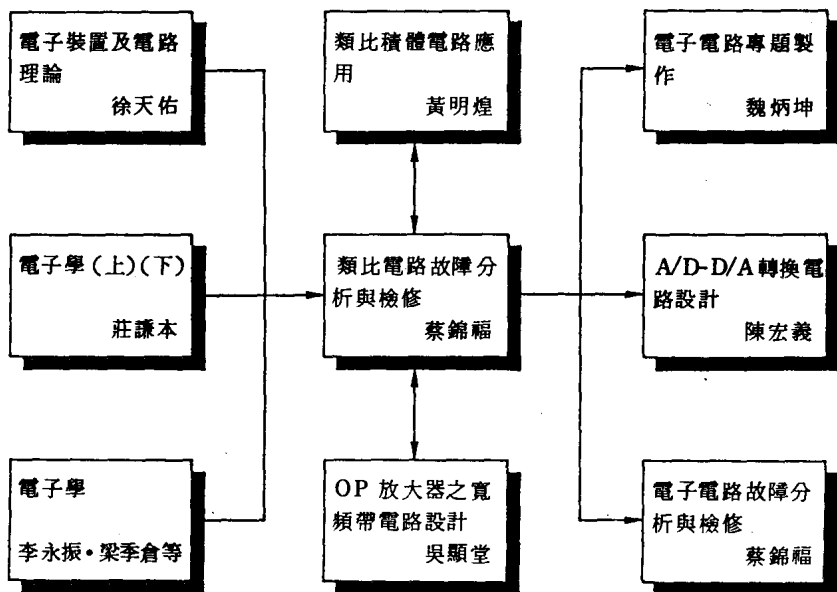 電子裝置及電路
理論
徐天佑
類比積體電路應
用
黃明煌
電子電路專題製
作
魏炳坤
電子學(上)(下)
莊謙本
類比電路故障分
析與檢修
蔡錦福
A/D-D/A轉換電
路設計
陳宏義
電子學
李永振·梁季倉等
OP 放大器之寬
頻帶電路設計
吳顯堂
電子電路故障分
析與檢修
蔡錦福